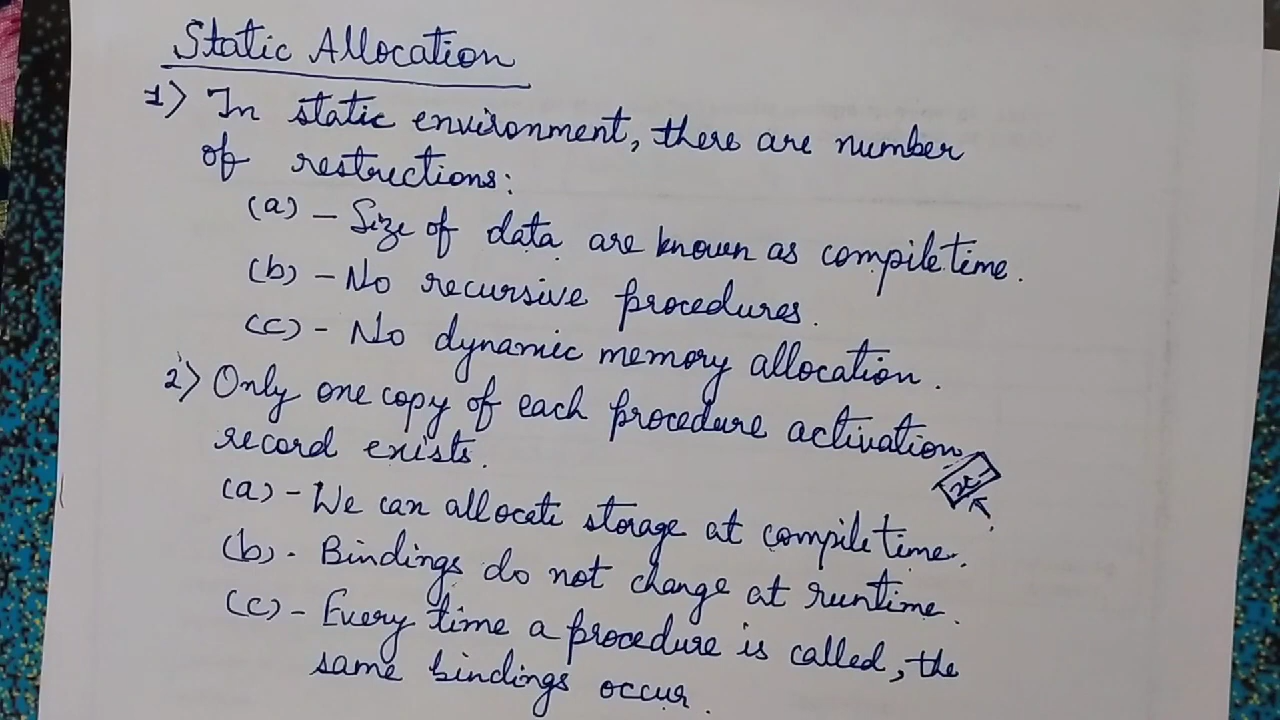 Static Allocation
1) In static environment, there are number
of restrictions:
(a) - Size of data are known as compile time.
(b) - No recursive procedures.
(c) - No dynamic memory allocation.
2) Only one copy of each procedure activation
record exists.
(a) - We can allocate storage at compile time.
(b) - Bindings do not change at runtime.
(c) - Every time a procedure is called, the
same bindings occur.